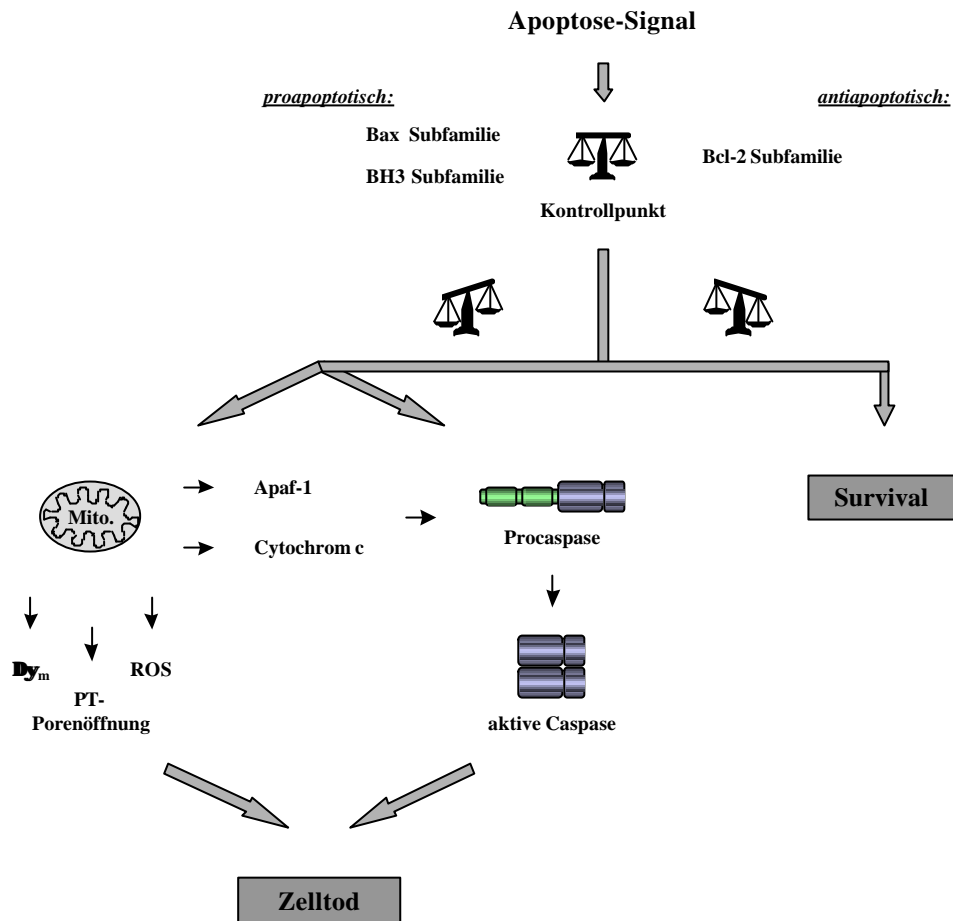 Apoptose-Signal
proapoptotisch:
antiapoptotisch:
Bax Subfamilie
BH3 Subfamilie
Bcl-2 Subfamilie
Kontrollpunkt
Mito.
Apaf-1
Cytochrom c
Procaspase
Survival
Dym
ROS
PT-
Porenöffnung
aktive Caspase
Zelltod